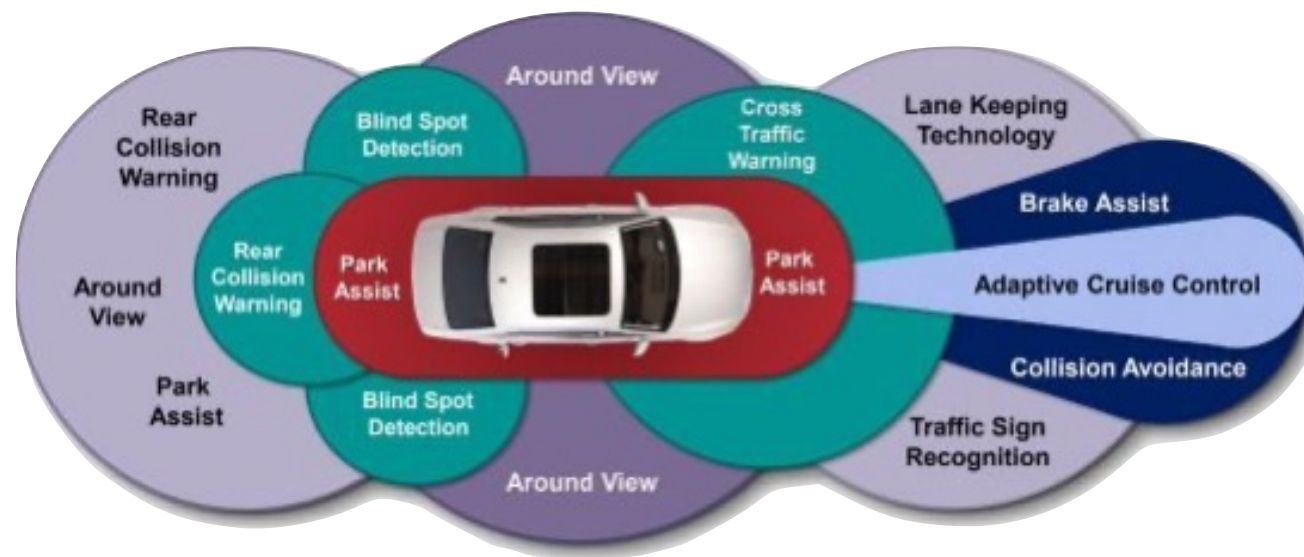 Rear
Collision
Warning
Around
View
Park
Assist
Blind Spot
Detection
Rear
Collision
Warning
Blind Spot
Detection
Park
Assist
Around View
Around View
Cross
Traffic
Warning
Park
Assist
Lane Keeping
Technology
Brake Assist
Adaptive Cruise Control
Collision Avoidance
Traffic Sign
Recognition